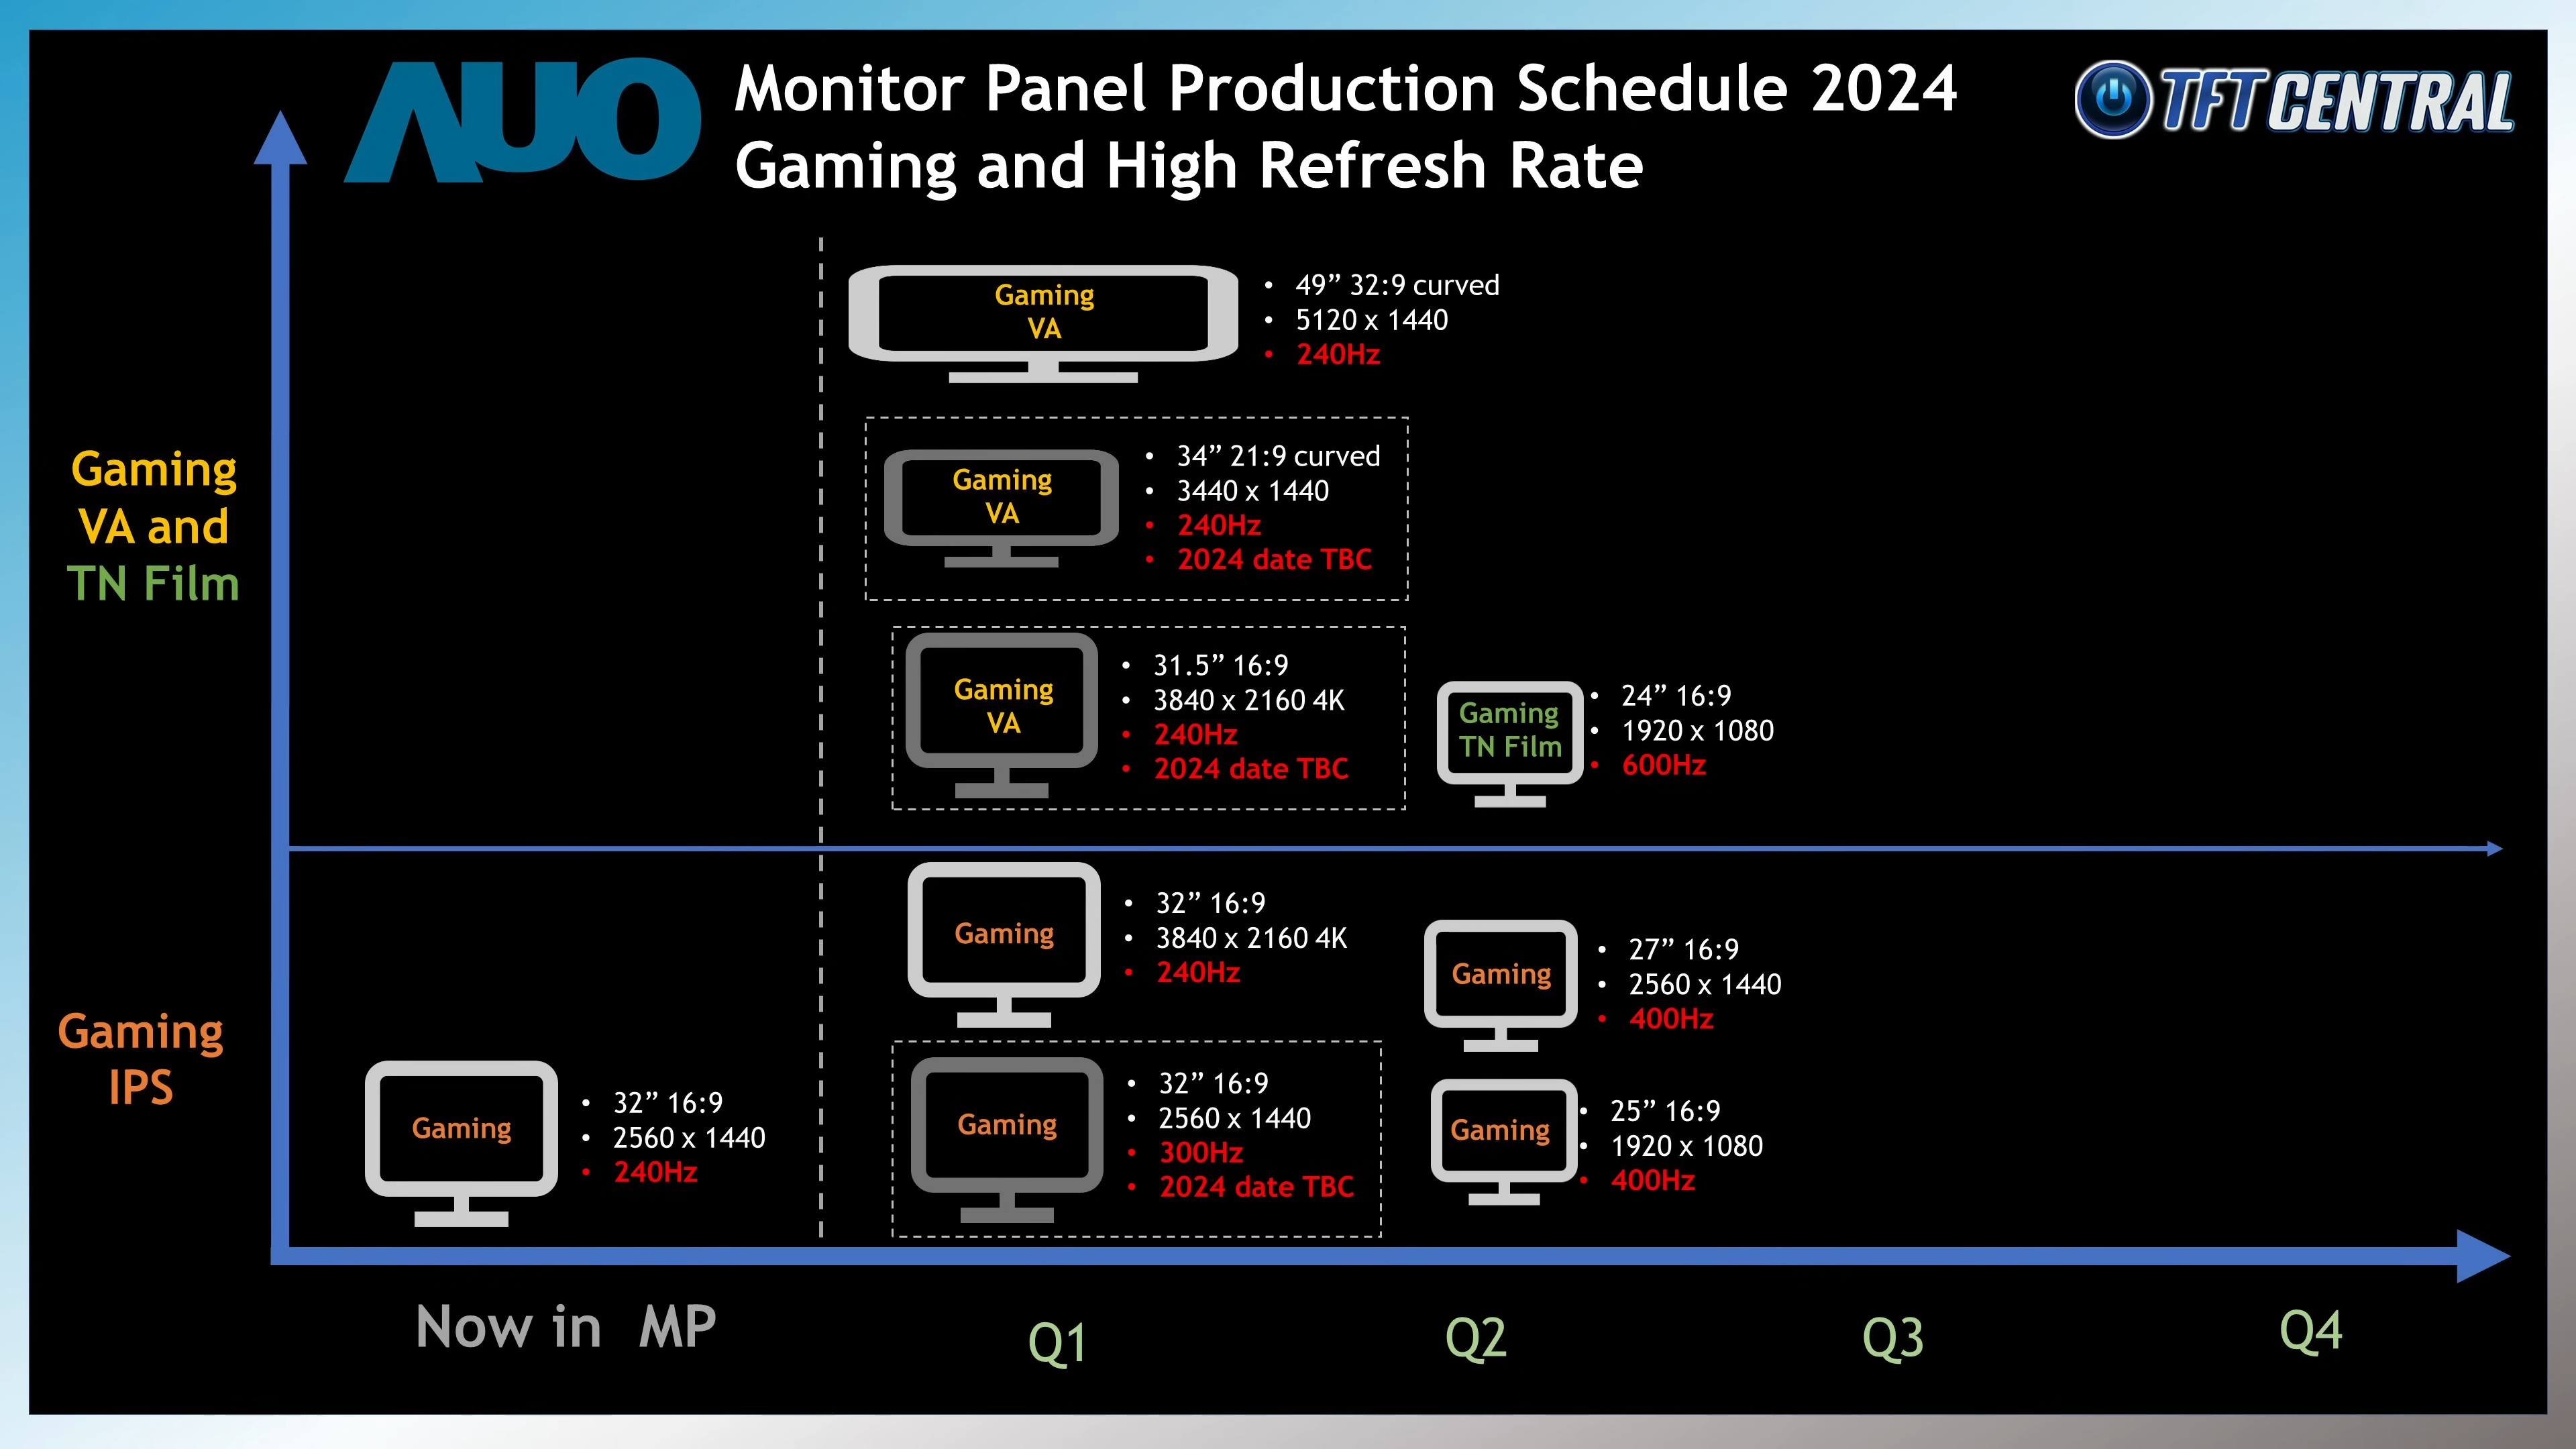 AUO
Monitor Panel Production Schedule 2024
Gaming and High Refresh Rate
TFTCENTRAL
Gaming
VA and
TN Film
Gaming
VA
• 49” 32:9 curved
• 5120 x 1440
• 240Hz
Gaming
VA
• 34” 21:9 curved
• 3440 x 1440
• 240Hz
• 2024 date TBC
Gaming
VA
• 31.5” 16:9
• 3840 x 2160 4K
• 240Hz
• 2024 date TBC
Gaming
TN Film
• 24” 16:9
• 1920 x 1080
• 600Hz
Gaming
IPS
Gaming
• 32” 16:9
• 2560 x 1440
• 240Hz
Gaming
• 32” 16:9
• 3840 x 2160 4K
• 240Hz
Gaming
• 32” 16:9
• 2560 x 1440
• 300Hz
• 2024 date TBC
Gaming
• 27” 16:9
• 2560 x 1440
• 400Hz
Gaming
• 25” 16:9
• 1920 x 1080
• 400Hz
Now in MP
Q1
Q2
Q3
Q4